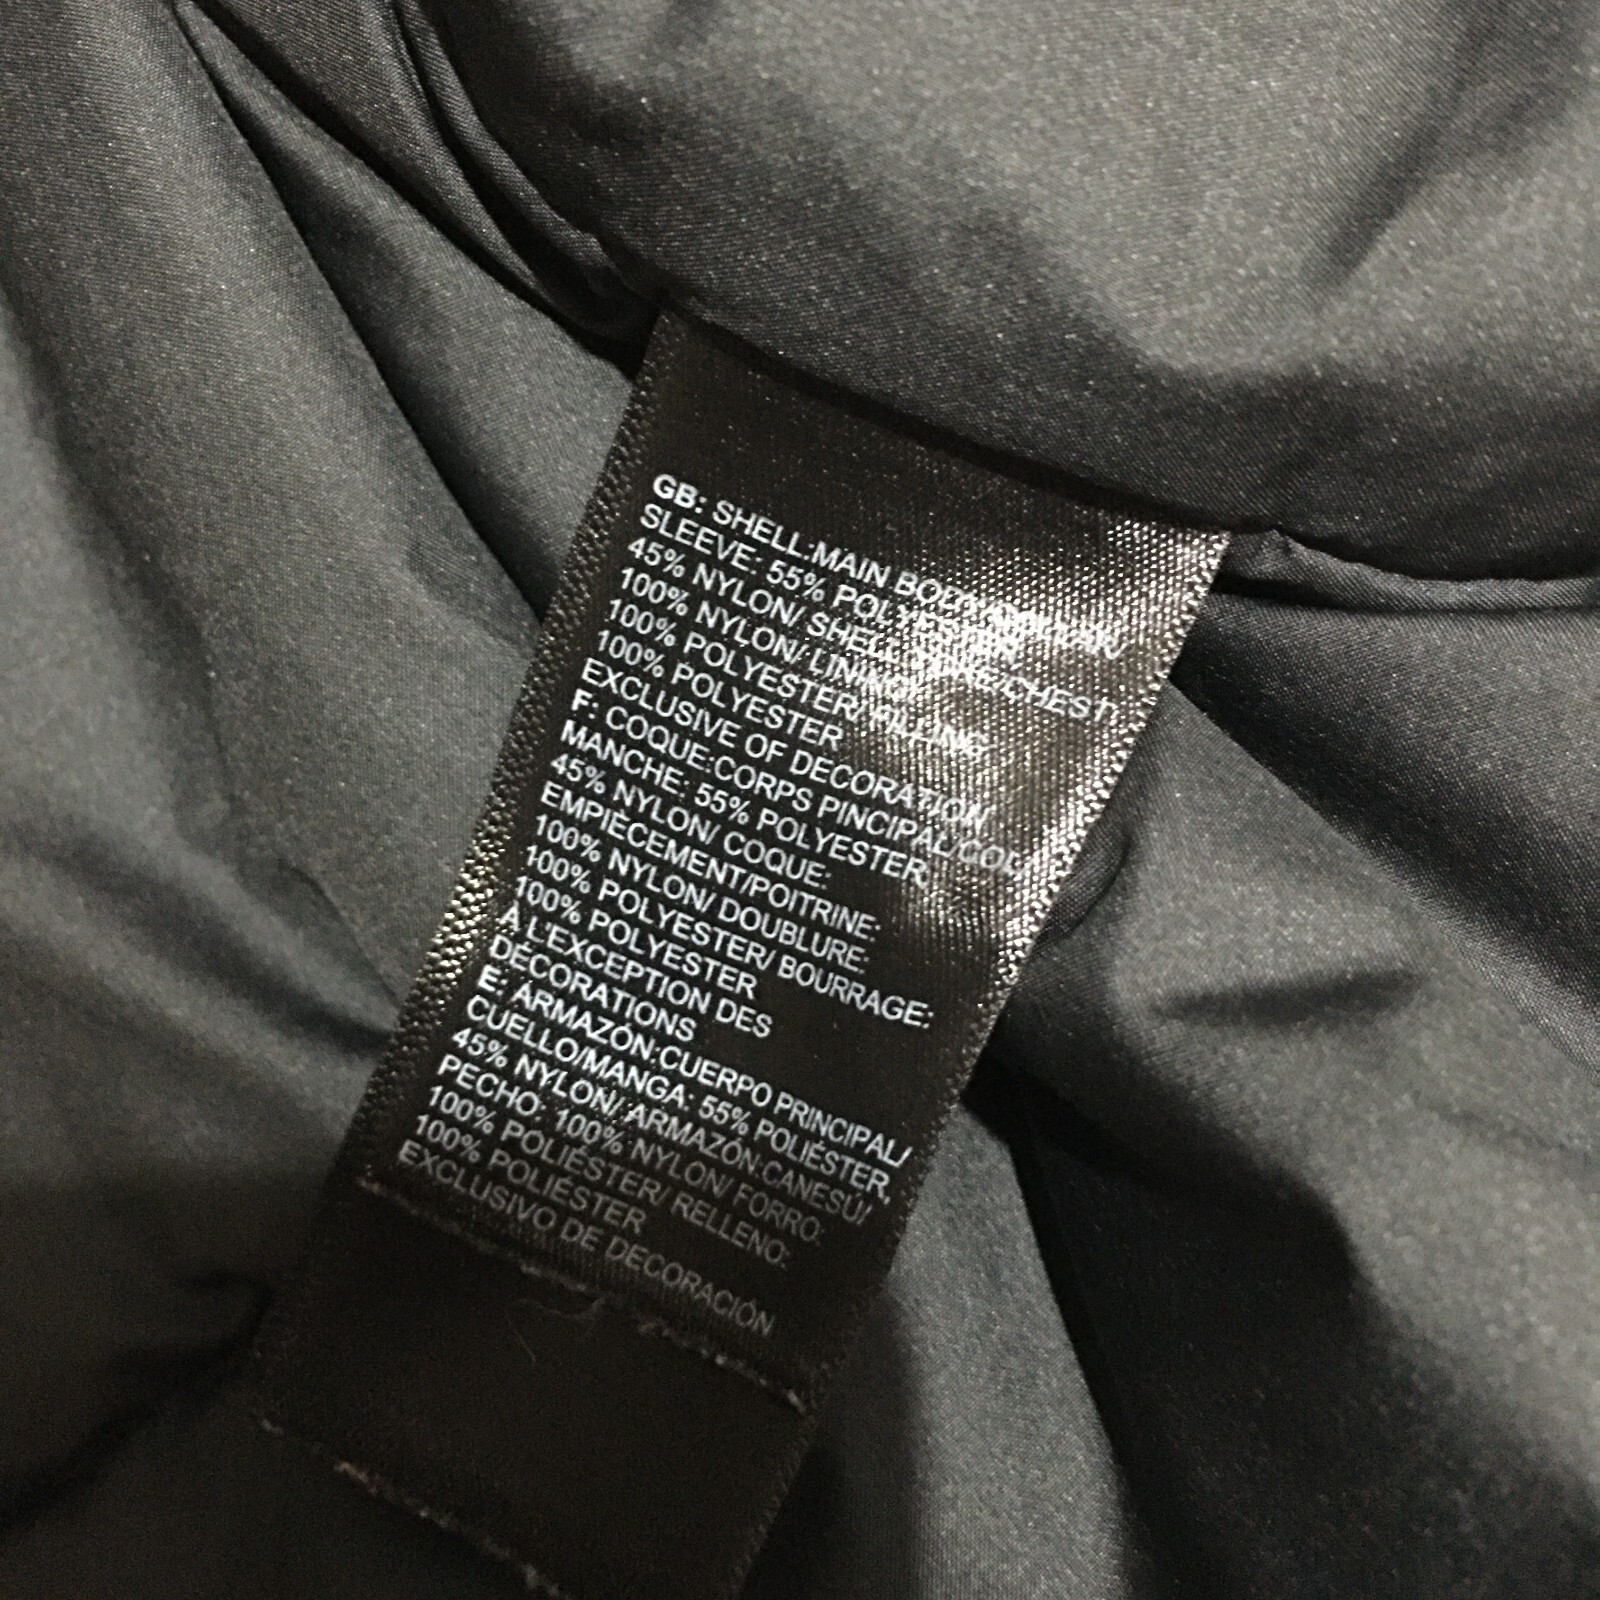 GB: SHELL:MAIN BODY/COLLAR/
SLEEVE: 55% POLYESTER
45% NYLON/ SHELL:YOKE/CHEST:
100% NYLON/ LINING:
100% POLYESTER/ FILLING
100% POLYESTER
EXCLUSIVE OF DECORATION
F: COQUE:CORPS PINCIPAL/COL/
MANCHE: 55% POLYESTER,
45% NYLON/ COQUE:
EMPIÈCEMENT/POITRINE:
100% NYLON/ DOUBLURE:
100% POLYESTER/ BOURRAGE:
100% POLYESTER
À L'EXCEPTION DES
DÉCORATIONS
E: ARMAZÓN:CUERPO PRINCIPAL/
CUELLO/MANGA: 55% POLIÉSTER,
45% NYLON/ ARMAZÓN:CANESÚ/
PECHO: 100% NYLON/ FORRO:
100% POLIÉSTER/ RELLENO:
100% POLIÉSTER
EXCLUSIVO DE DECORACIÓN